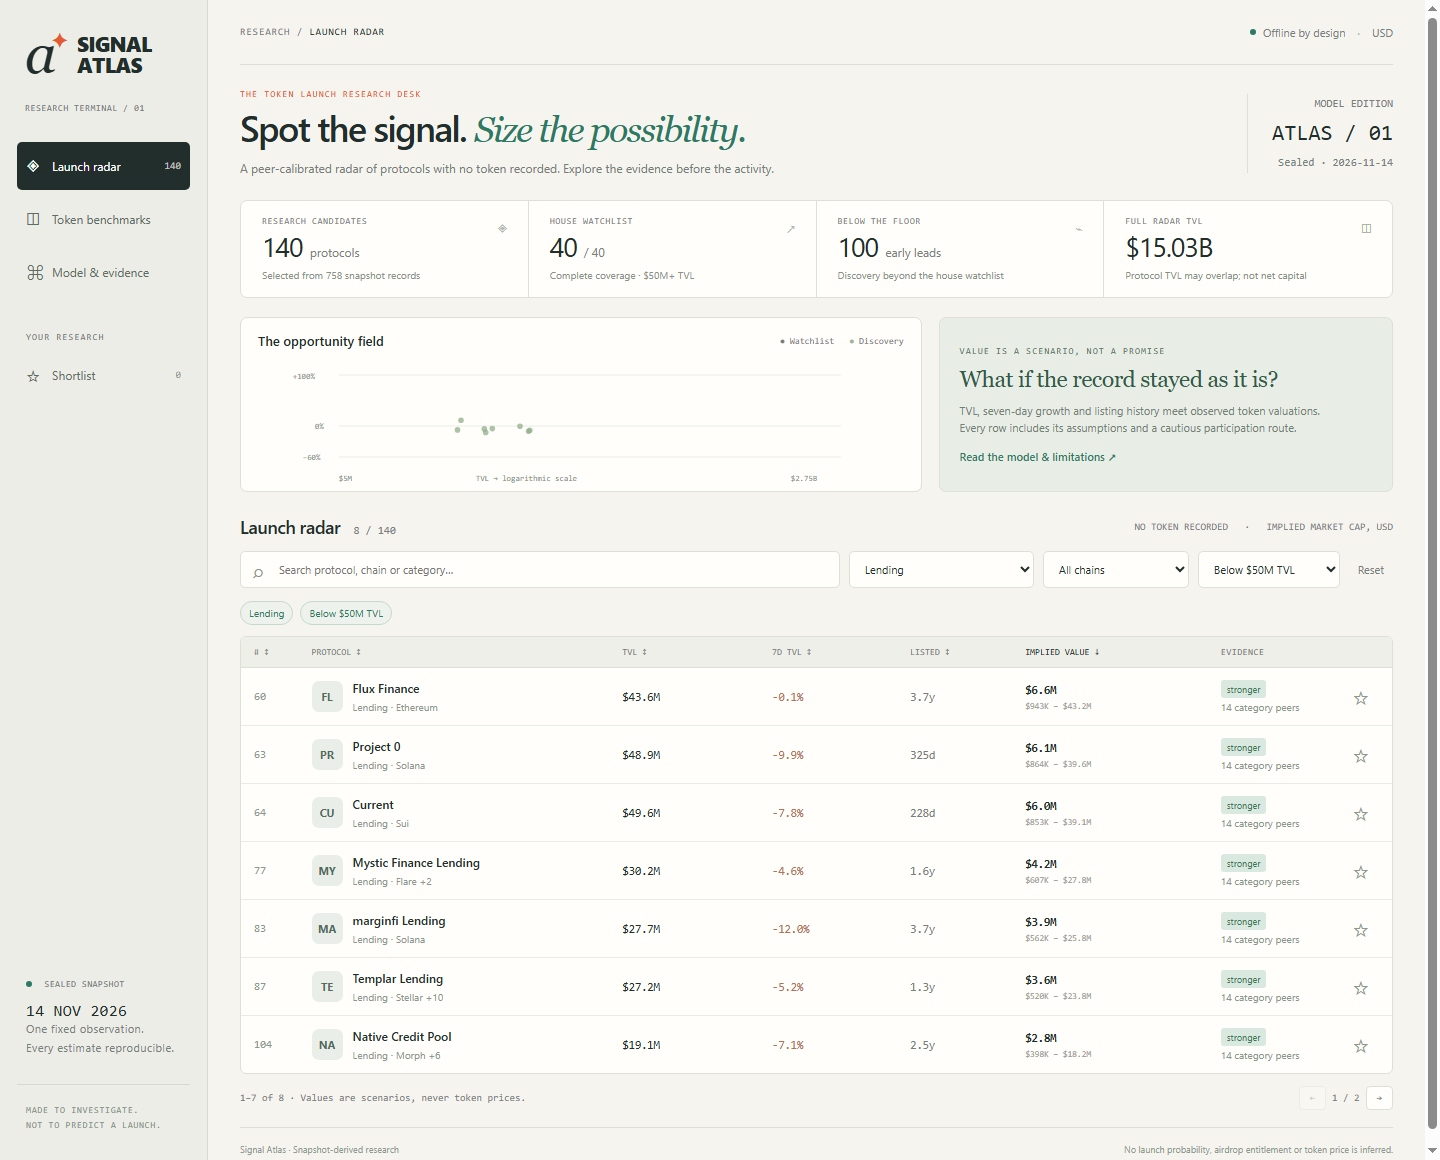 a SIGNAL ATLAS
RESEARCH TERMINAL / 01
Launch radar 140
Token benchmarks
Model & evidence
YOUR RESEARCH
Shortlist 0
SEALED SNAPSHOT
14 NOV 2026
One fixed observation.
Every estimate reproducible.
MADE TO INVESTIGATE.
NOT TO PREDICT A LAUNCH.
RESEARCH / LAUNCH RADAR
Offline by design · USD
THE TOKEN LAUNCH RESEARCH DESK
Spot the signal. Size the possibility.
A peer-calibrated radar of protocols with no token recorded. Explore the evidence before the activity.
MODEL EDITION
ATLAS / 01
Sealed · 2026-11-14
RESEARCH CANDIDATES
140 protocols
Selected from 758 snapshot records
HOUSE WATCHLIST
40 / 40
Complete coverage · $50M+ TVL
BELOW THE FLOOR
100 early leads
Discovery beyond the house watchlist
FULL RADAR TVL
$15.03B
Protocol TVL may overlap; not net capital
The opportunity field
Watchlist Discovery
+100%
0%
-60%
$5M TVL → logarithmic scale $2.75B
VALUE IS A SCENARIO, NOT A PROMISE
What if the record stayed as it is?
TVL, seven-day growth and listing history meet observed token valuations.
Every row includes its assumptions and a cautious participation route.
Read the model & limitations ↗
Launch radar 8 / 140
NO TOKEN RECORDED · IMPLIED MARKET CAP, USD
Search protocol, chain or category...
Lending
All chains
Below $50M TVL
Reset
Lending
Below $50M TVL
# ↕ PROTOCOL ↕ TVL ↕ 7D TVL ↕ LISTED ↕ IMPLIED VALUE ↓ EVIDENCE
60 FL Flux Finance $43.6M -0.1% 3.7y $6.6M stronger
Lending · Ethereum $943K – $43.2M 14 category peers
63 PR Project 0 $48.9M -9.9% 325d $6.1M stronger
Lending · Solana $864K – $39.6M 14 category peers
64 CU Current $49.6M -7.8% 228d $6.0M stronger
Lending · Sui $853K – $39.1M 14 category peers
77 MY Mystic Finance Lending $30.2M -4.6% 1.6y $4.2M stronger
Lending · Flare +2 $607K – $27.8M 14 category peers
83 MA marginfi Lending $27.7M -12.0% 3.7y $3.9M stronger
Lending · Solana $562K – $25.8M 14 category peers
87 TE Templar Lending $27.2M -5.2% 1.3y $3.6M stronger
Lending · Stellar +10 $520K – $23.8M 14 category peers
104 NA Native Credit Pool $19.1M -7.1% 2.5y $2.8M stronger
Lending · Morph +6 $398K – $18.2M 14 category peers
1–7 of 8 · Values are scenarios, never token prices.
← 1 / 2 →
Signal Atlas · Snapshot-derived research
No launch probability, airdrop entitlement or token price is inferred.